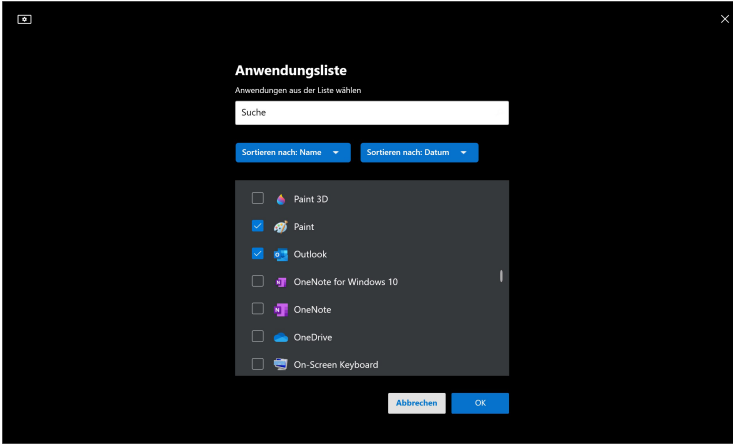 Anwendungsliste
Anwendungen aus der Liste wählen
Suche
Sortieren nach: Name
Sortieren nach: Datum
Paint 3D
Paint
Outlook
OneNote for Windows 10
OneNote
OneDrive
On-Screen Keyboard
Abbrechen
OK